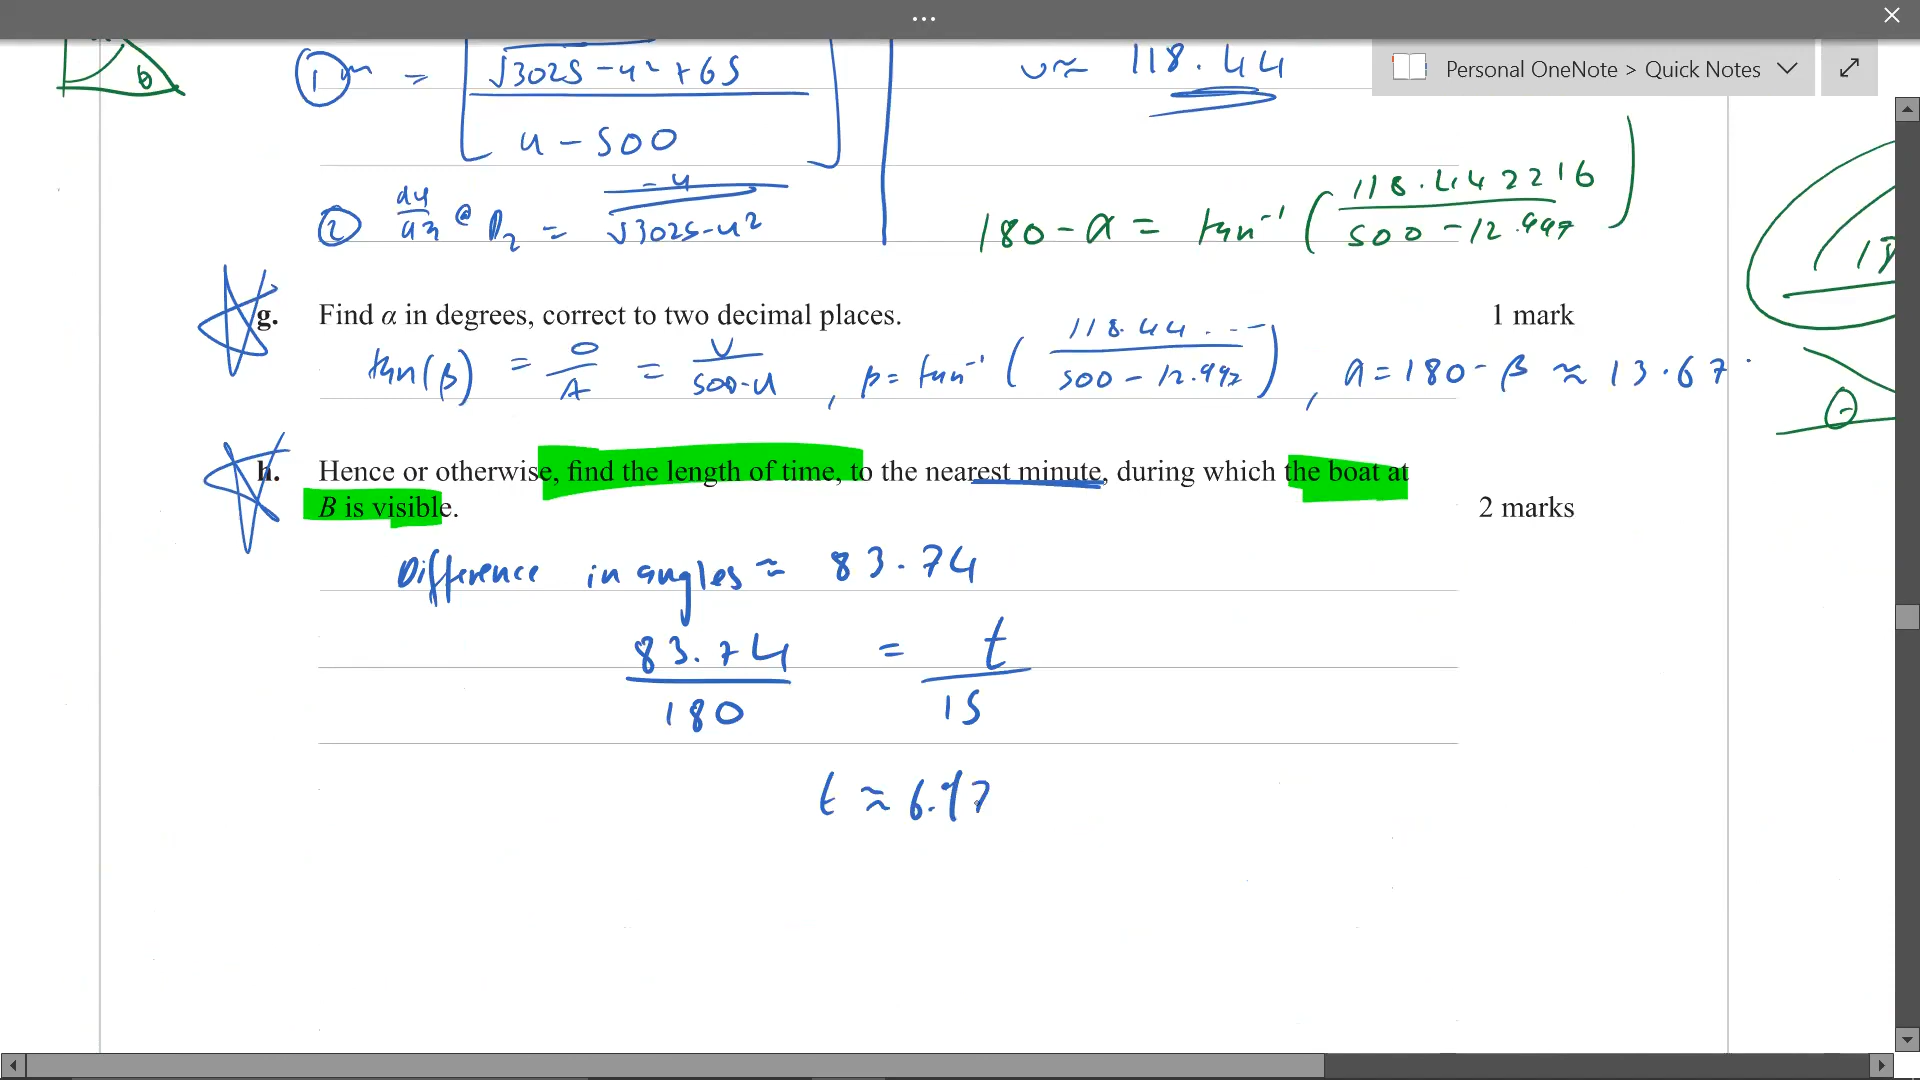 ...
Personal OneNote > Quick Notes
① m = √3025 - u² + 65 / u - 500
v ≈ 118.44
② dy/dx @ P₂ = -u / √3025-u²
180 - α = tan⁻¹ ( 118.442216 / 500 - 12.997 )
g. Find α in degrees, correct to two decimal places. 1 mark
tan(β) = O/A = V/500-u , β = tan⁻¹ ( 118.44 ... / 500 - 12.992 ) , α = 180 - β ≈ 13.67°
h. Hence or otherwise, find the length of time, to the nearest minute, during which the boat at
B is visible. 2 marks
Difference in angles ≈ 83.74
83.74 / 180 = t / 15
t ≈ 6.97
θ